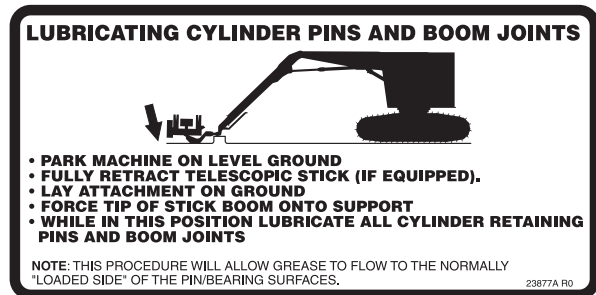 LUBRICATING CYLINDER PINS AND BOOM JOINTS
• PARK MACHINE ON LEVEL GROUND
• FULLY RETRACT TELESCOPIC STICK (IF EQUIPPED).
• LAY ATTACHMENT ON GROUND
• FORCE TIP OF STICK BOOM ONTO SUPPORT
• WHILE IN THIS POSITION LUBRICATE ALL CYLINDER RETAINING
PINS AND BOOM JOINTS
NOTE: THIS PROCEDURE WILL ALLOW GREASE TO FLOW TO THE NORMALLY
"LOADED SIDE" OF THE PIN/BEARING SURFACES.
23877A R0